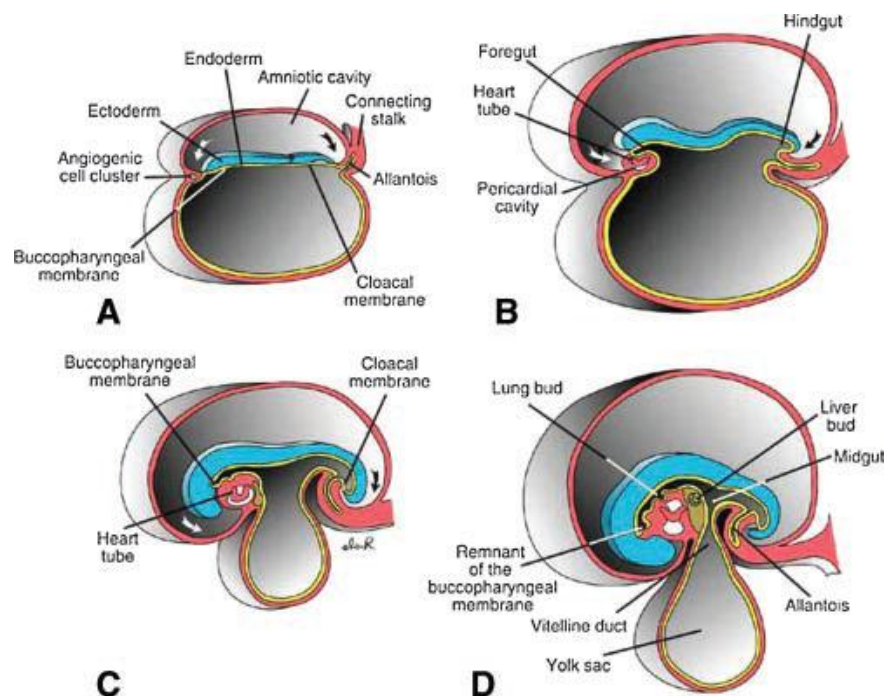 Endoderm
Amniotic cavity
Ectoderm
Connecting
stalk
Angiogenic
cell cluster
Allantois
Buccopharyngeal
membrane
Cloacal
membrane
A
Hindgut
Foregut
Heart
tube
Pericardial
cavity
B
Buccopharyngeal
membrane
Cloacal
membrane
Heart
tube
C
Lung bud
Liver
bud
Midgut
Remnant
of the
buccopharyngeal
membrane
Allantois
Vitelline duct
Yolk sac
D